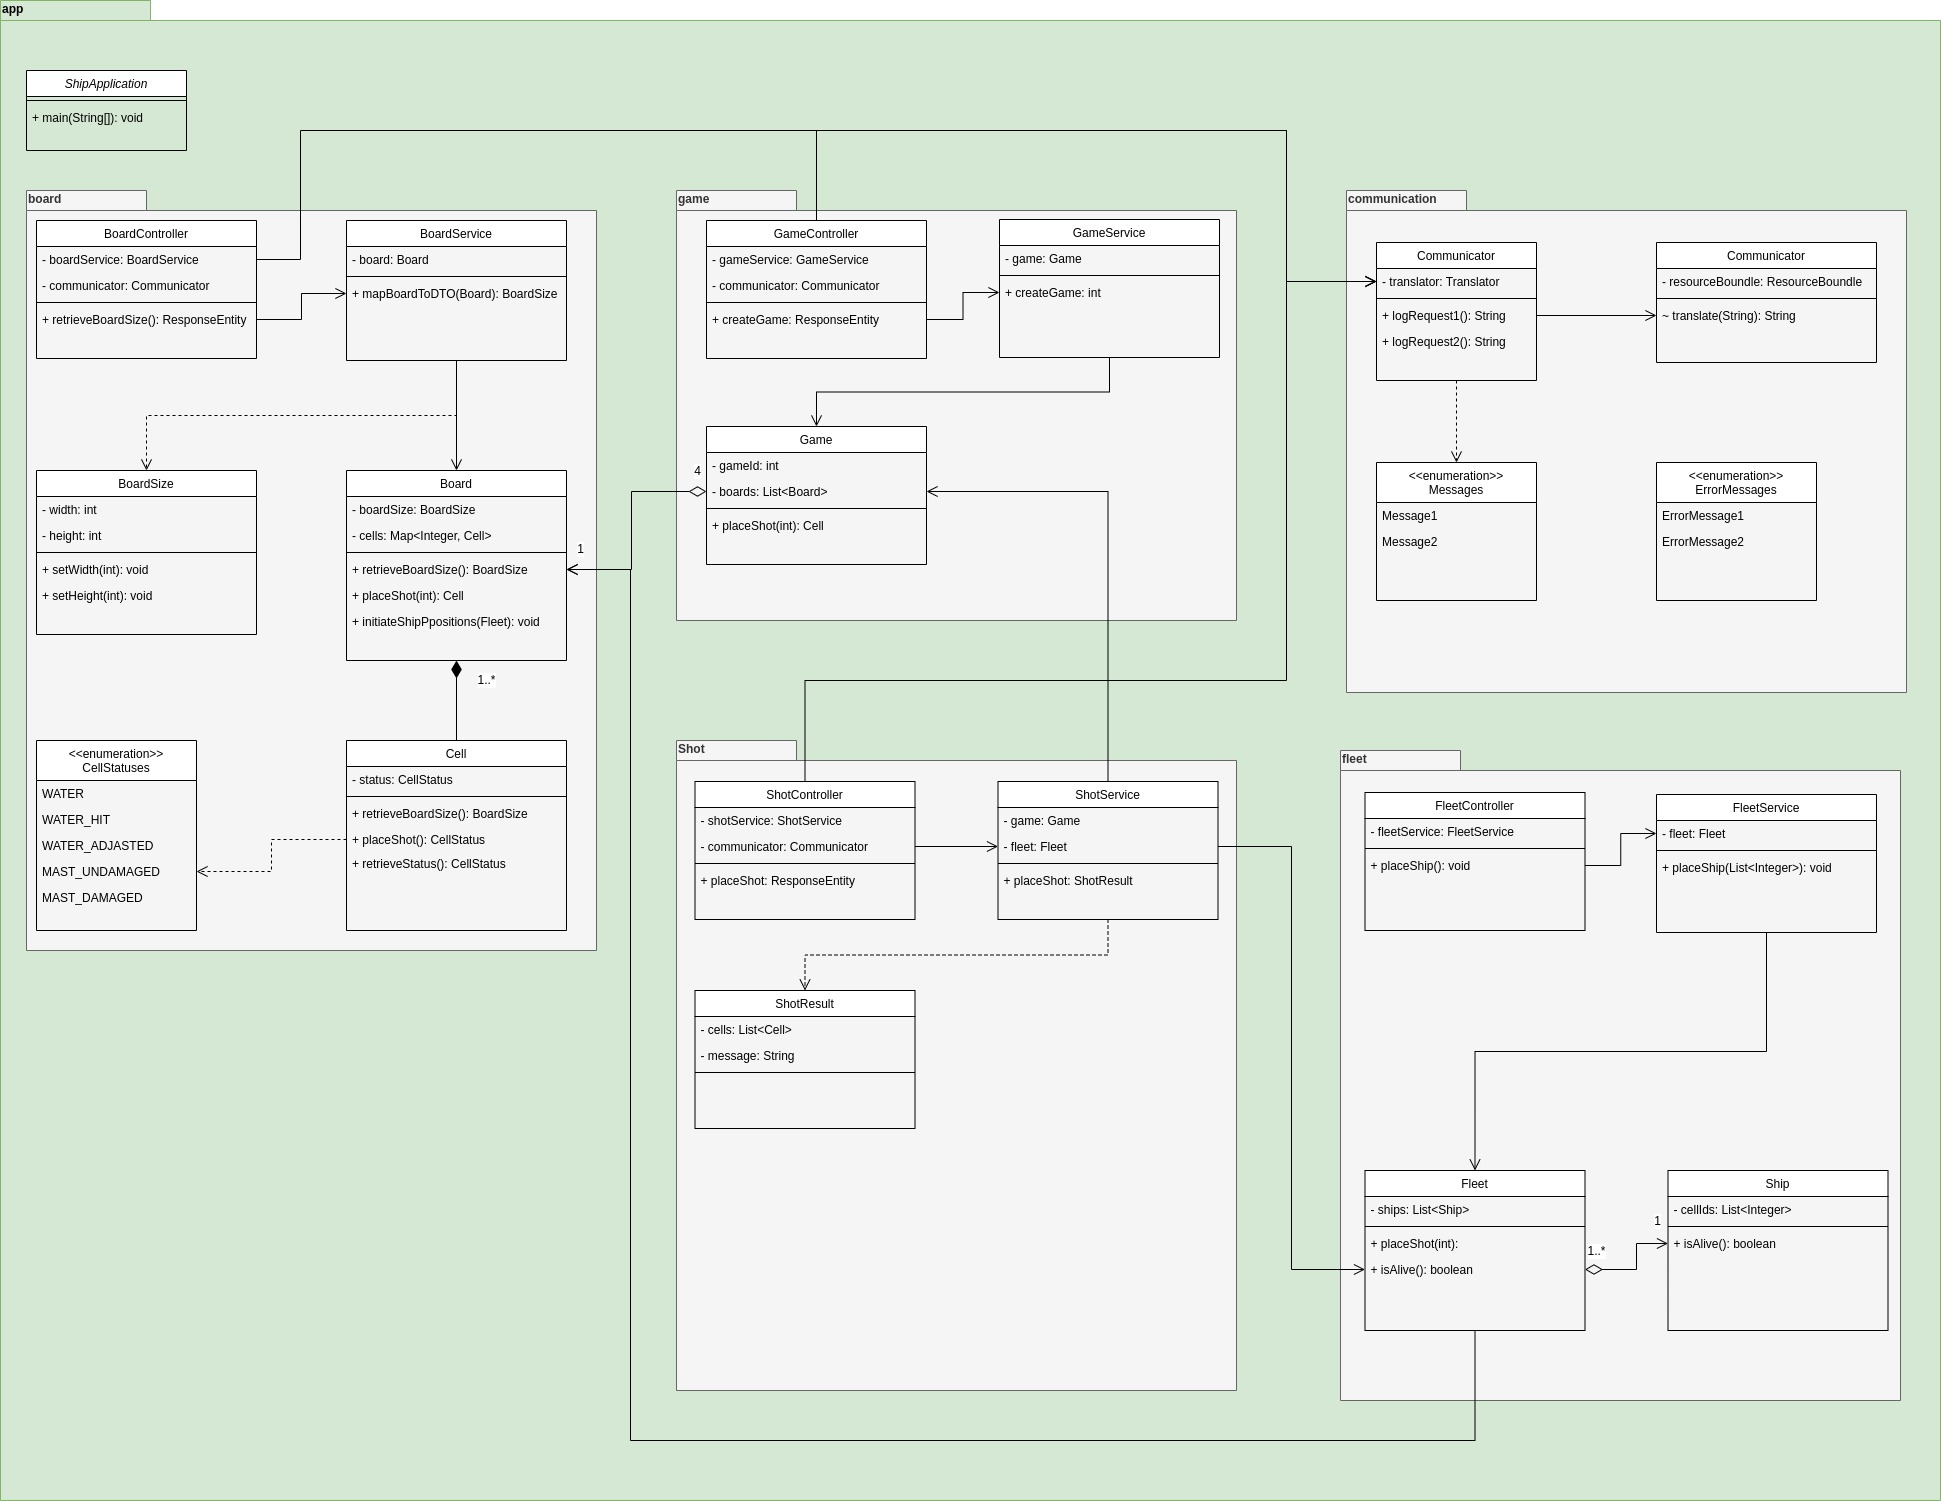 app
ShipApplication
+ main(String[]): void
board
BoardController
- boardService: BoardService
- communicator: Communicator
+ retrieveBoardSize(): ResponseEntity
BoardService
- board: Board
+ mapBoardToDTO(Board): BoardSize
BoardSize
- width: int
- height: int
+ setWidth(int): void
+ setHeight(int): void
Board
- boardSize: BoardSize
- cells: Map<Integer, Cell>
+ retrieveBoardSize(): BoardSize
+ placeShot(int): Cell
+ initiateShipPpositions(Fleet): void
1
1..*
<<enumeration>>
CellStatuses
WATER
WATER_HIT
WATER_ADJASTED
MAST_UNDAMAGED
MAST_DAMAGED
Cell
- status: CellStatus
+ retrieveBoardSize(): BoardSize
+ placeShot(): CellStatus
+ retrieveStatus(): CellStatus
game
GameController
- gameService: GameService
- communicator: Communicator
+ createGame: ResponseEntity
GameService
- game: Game
+ createGame: int
4
Game
- gameId: int
- boards: List<Board>
+ placeShot(int): Cell
communication
Communicator
- translator: Translator
+ logRequest1(): String
+ logRequest2(): String
Communicator
- resourceBoundle: ResourceBoundle
~ translate(String): String
<<enumeration>>
Messages
Message1
Message2
<<enumeration>>
ErrorMessages
ErrorMessage1
ErrorMessage2
Shot
ShotController
- shotService: ShotService
- communicator: Communicator
+ placeShot: ResponseEntity
ShotService
- game: Game
- fleet: Fleet
+ placeShot: ShotResult
ShotResult
- cells: List<Cell>
- message: String
fleet
FleetController
- fleetService: FleetService
+ placeShip(): void
FleetService
- fleet: Fleet
+ placeShip(List<Integer>): void
Fleet
- ships: List<Ship>
+ placeShot(int):
+ isAlive(): boolean
1..*
1
Ship
- cellIds: List<Integer>
+ isAlive(): boolean